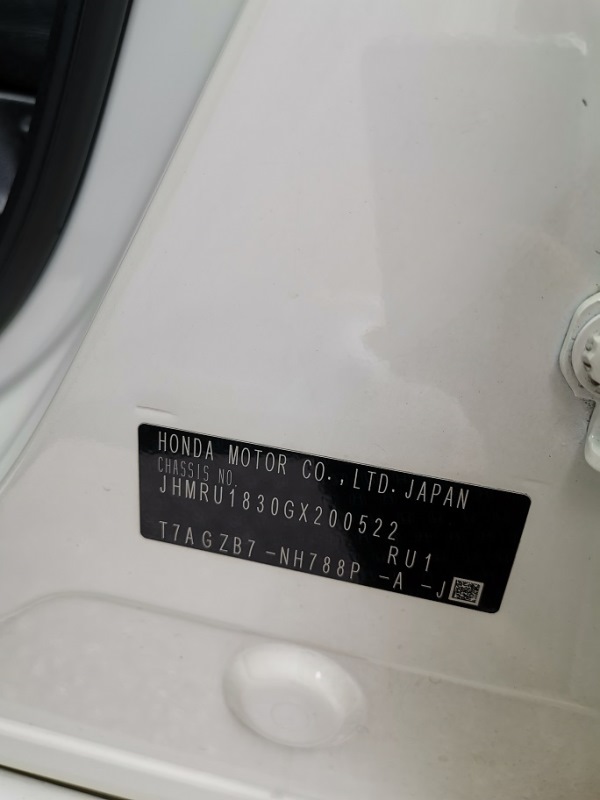 HONDA MOTOR CO.,LTD. JAPAN
CHASSIS NO.
JHMRU1830GX200522
RU1
T7AGZB7-NH788P -A -J